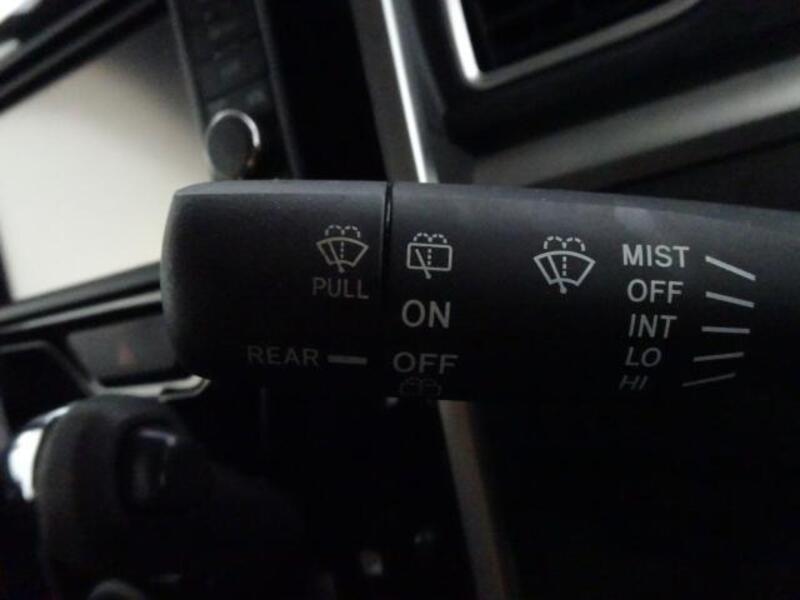 PULL
REAR
ON
OFF
MIST
OFF
INT
LO
HI